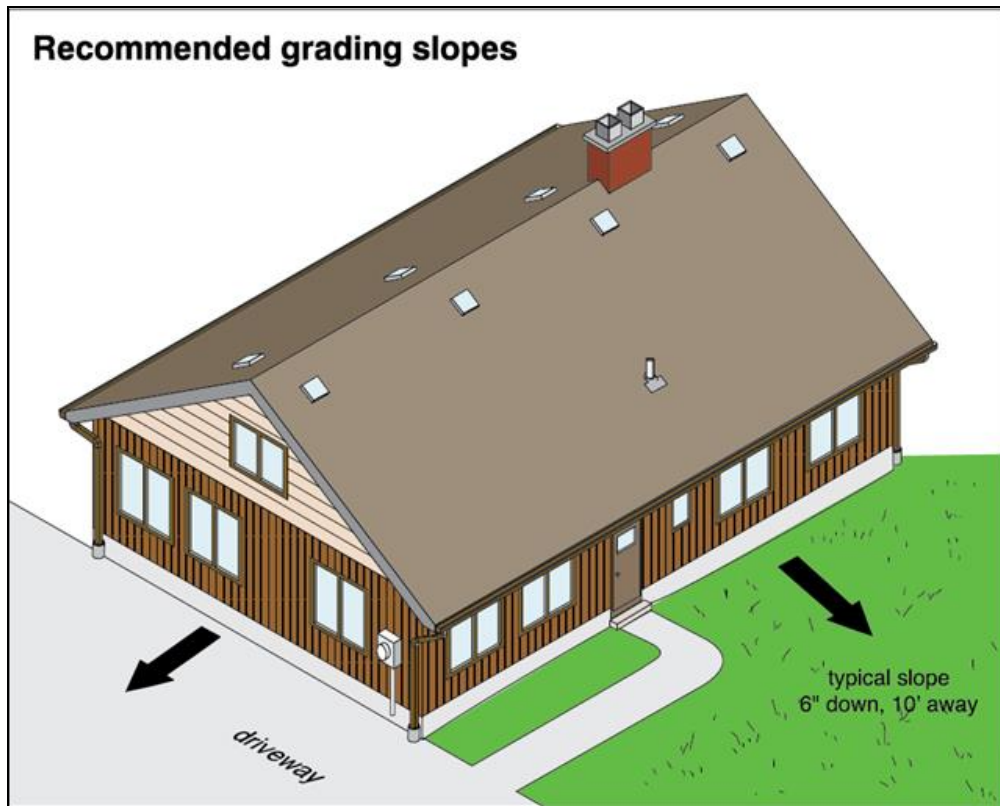 Recommended grading slopes
typical slope
6" down, 10' away
driveway